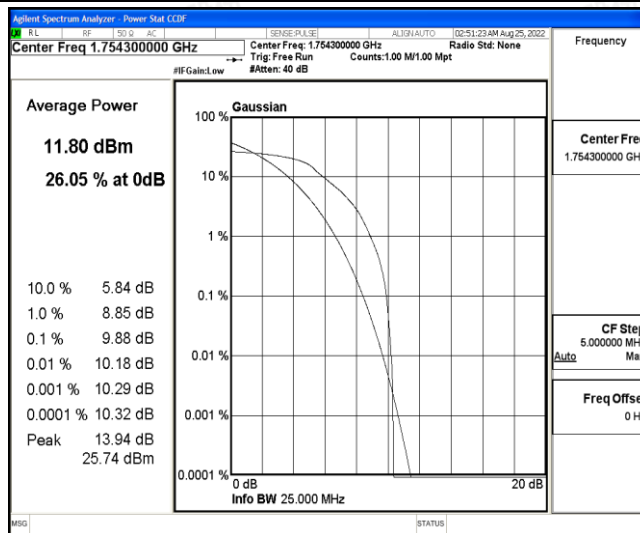 Agilent Spectrum Analyzer - Power Stat CCDF
RL RF 50 Ω AC SENSE:PULSE ALIGN AUTO 02:51:23 AM Aug 25, 2022
Center Freq 1.754300000 GHz
Center Freq: 1.754300000 GHz Radio Std: None
Trig: Free Run Counts:1.00 M/1.00 Mpt
#IFGain:Low #Atten: 40 dB
Frequency
Average Power
11.80 dBm
26.05 % at 0dB
10.0 % 5.84 dB
1.0 % 8.85 dB
0.1 % 9.88 dB
0.01 % 10.18 dB
0.001 % 10.29 dB
0.0001 % 10.32 dB
Peak 13.94 dB
25.74 dBm
Gaussian
100 %
10 %
1 %
0.1 %
0.01 %
0.001 %
0.0001 %
0 dB 20 dB
Info BW 25.000 MHz
Center Fre
1.754300000 GH
CF Step
5.000000 MH
Auto Ma
Freq Offse
0 H
MSG STATUS